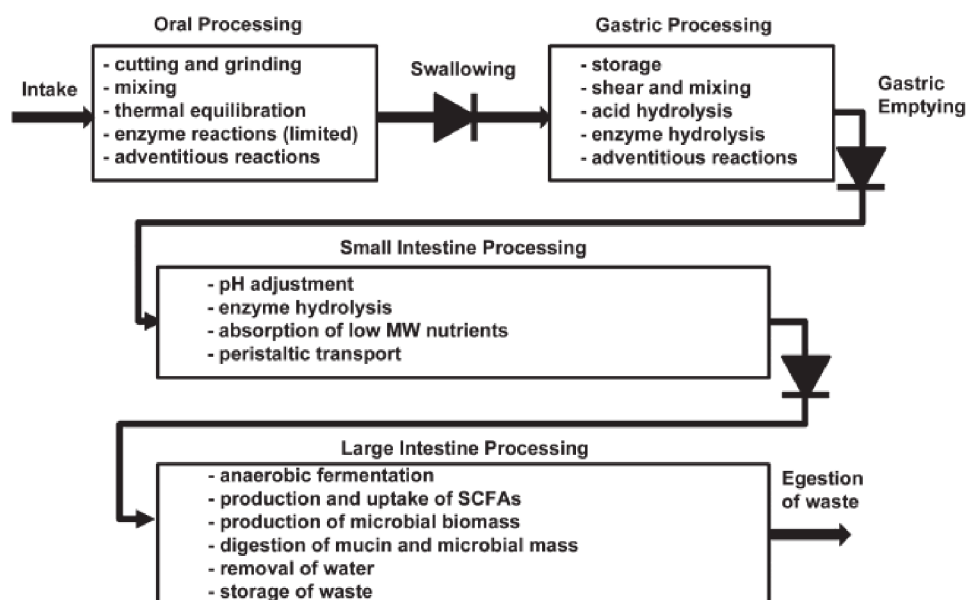 Oral Processing
Intake
- cutting and grinding
- mixing
- thermal equilibration
- enzyme reactions (limited)
- adventitious reactions
Swallowing
Gastric Processing
- storage
- shear and mixing
- acid hydrolysis
- enzyme hydrolysis
- adventitious reactions
Gastric
Emptying
Small Intestine Processing
- pH adjustment
- enzyme hydrolysis
- absorption of low MW nutrients
- peristaltic transport
Large Intestine Processing
- anaerobic fermentation
- production and uptake of SCFAs
- production of microbial biomass
- digestion of mucin and microbial mass
- removal of water
- storage of waste
Egestion
of waste